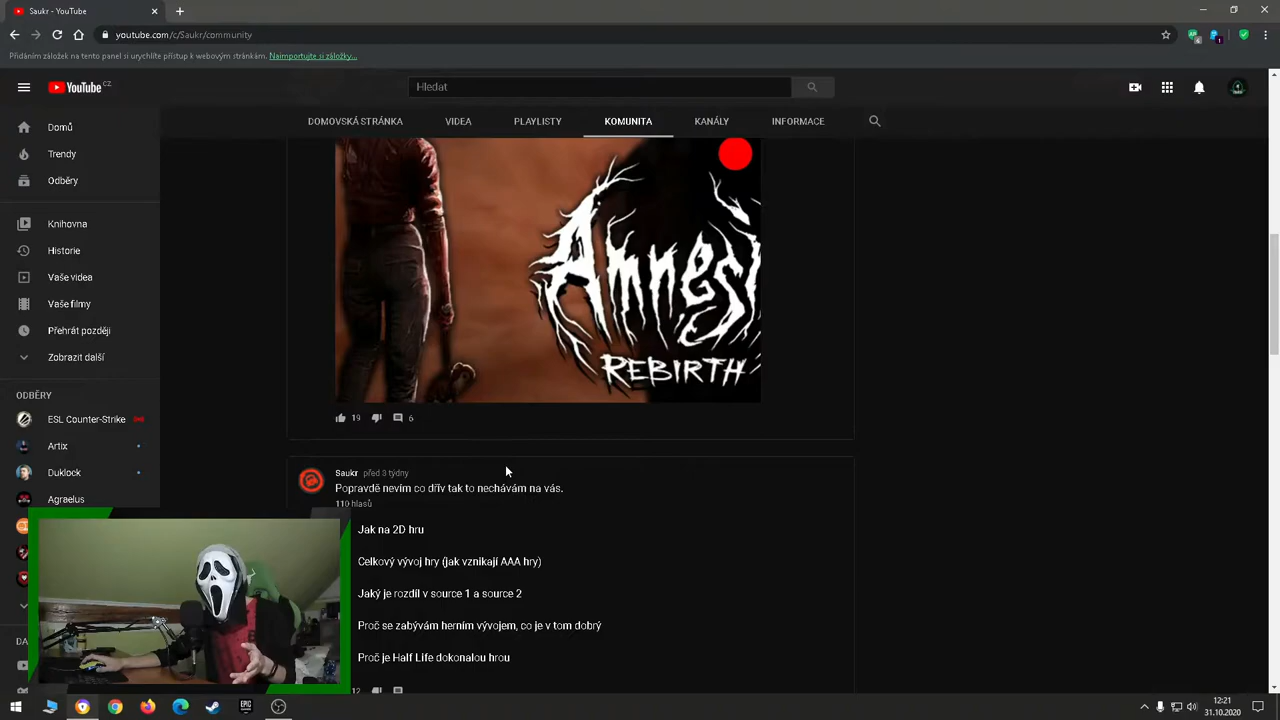 Saukr - YouTube
youtube.com/c/Saukr/community
Přidáním záložek na tento panel si urychlíte přístup k webovým stránkám. Naimportujte si záložky...
YouTube CZ
Hledat
DOMOVSKÁ STRÁNKA VIDEA PLAYLISTY KOMUNITA KANÁLY INFORMACE
Domů
Trendy
Odběry
Knihovna
Historie
Vaše videa
Vaše filmy
Přehrát později
Zobrazit další
ODBĚRY
ESL Counter-Strike
Artix
Duklock
Agraelus
DA
Amnesi
REBIRTH
19 6
Saukr před 3 týdny
Popravdě nevím co dřív tak to nechávám na vás.
110 hlasů
Jak na 2D hru
Celkový vývoj hry (jak vznikají AAA hry)
Jaký je rozdíl v source 1 a source 2
Proč se zabývám herním vývojem, co je v tom dobrý
Proč je Half Life dokonalou hrou
12
EPIC
12:21
31.10.2020